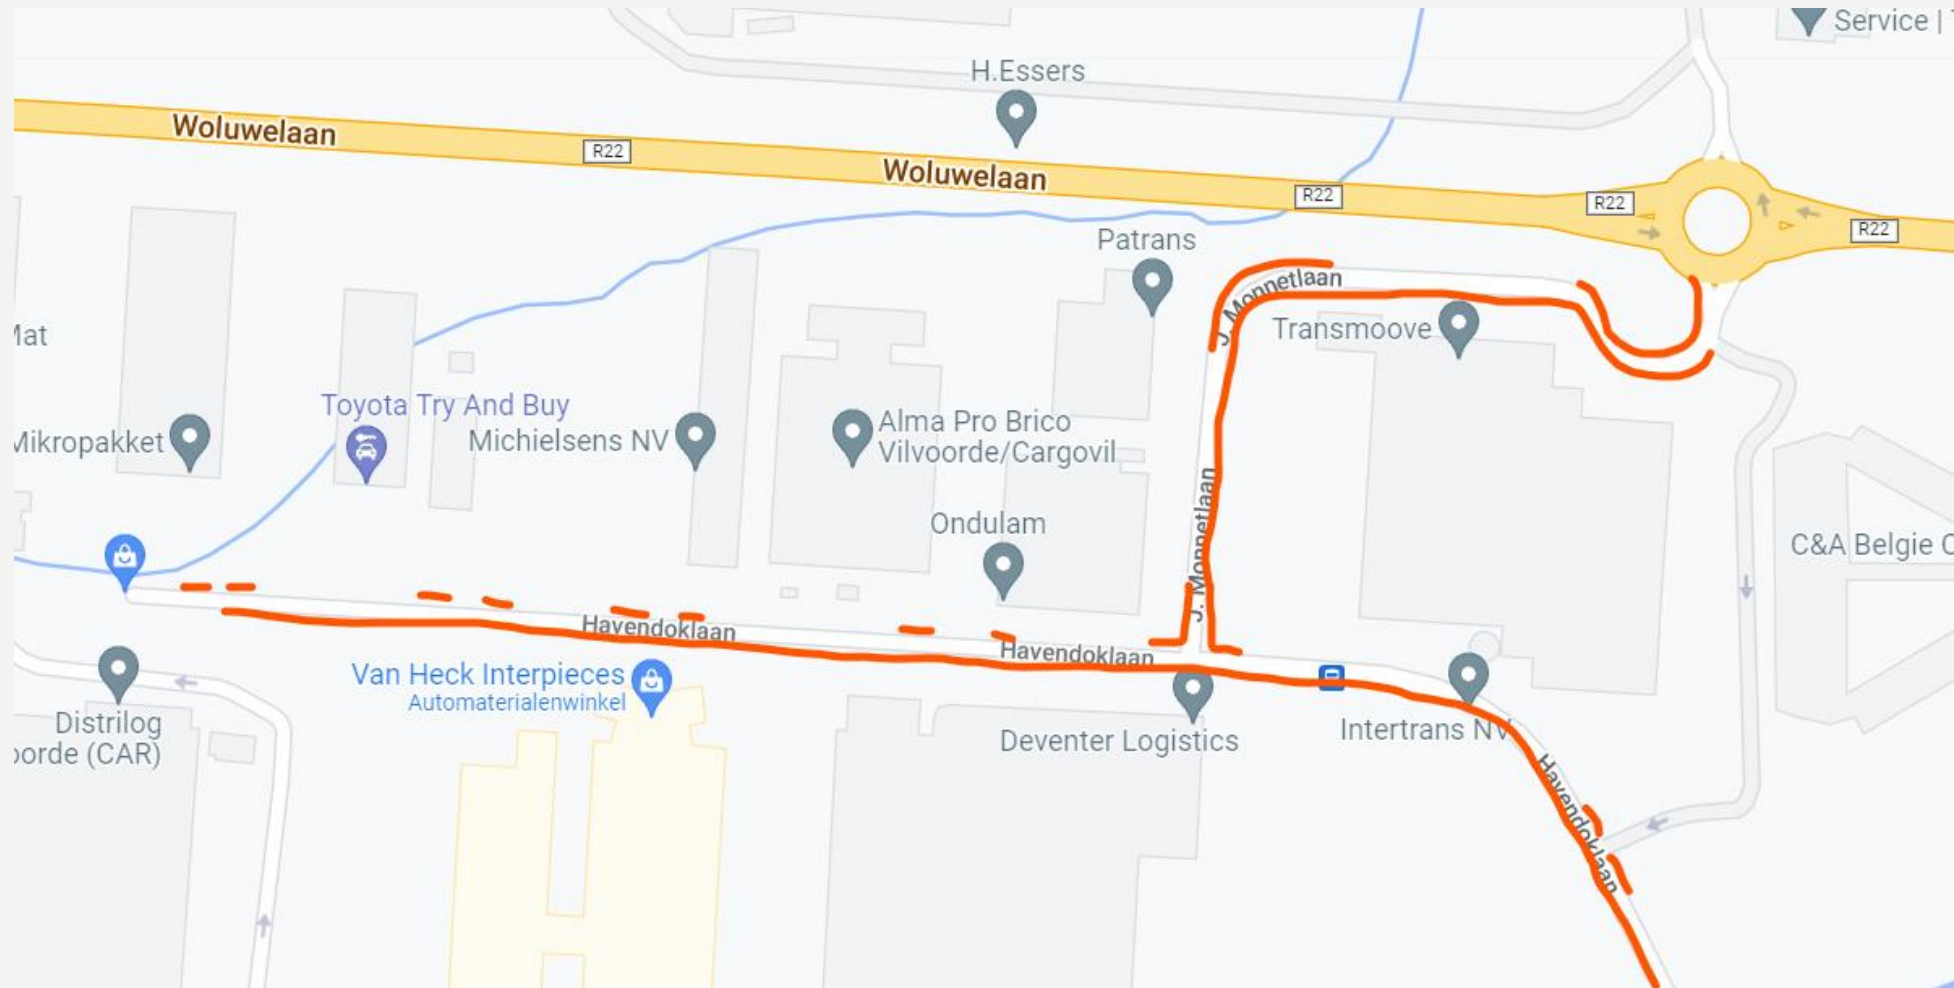 Service | T
H.Essers
Woluwelaan
R22
Woluwelaan
R22
R22
R22
Patrans
J. Monnetlaan
Transmoove
Mat
Toyota Try And Buy
Mikropakket
Michielsens NV
Alma Pro Brico
Vilvoorde/Cargovil
J. Monnetlaan
Ondulam
C&A Belgie C
Havendoklaan
Havendoklaan
Van Heck Interpieces
Automaterialenwinkel
Distrilog
oorde (CAR)
Deventer Logistics
Intertrans NV
Havendoklaan